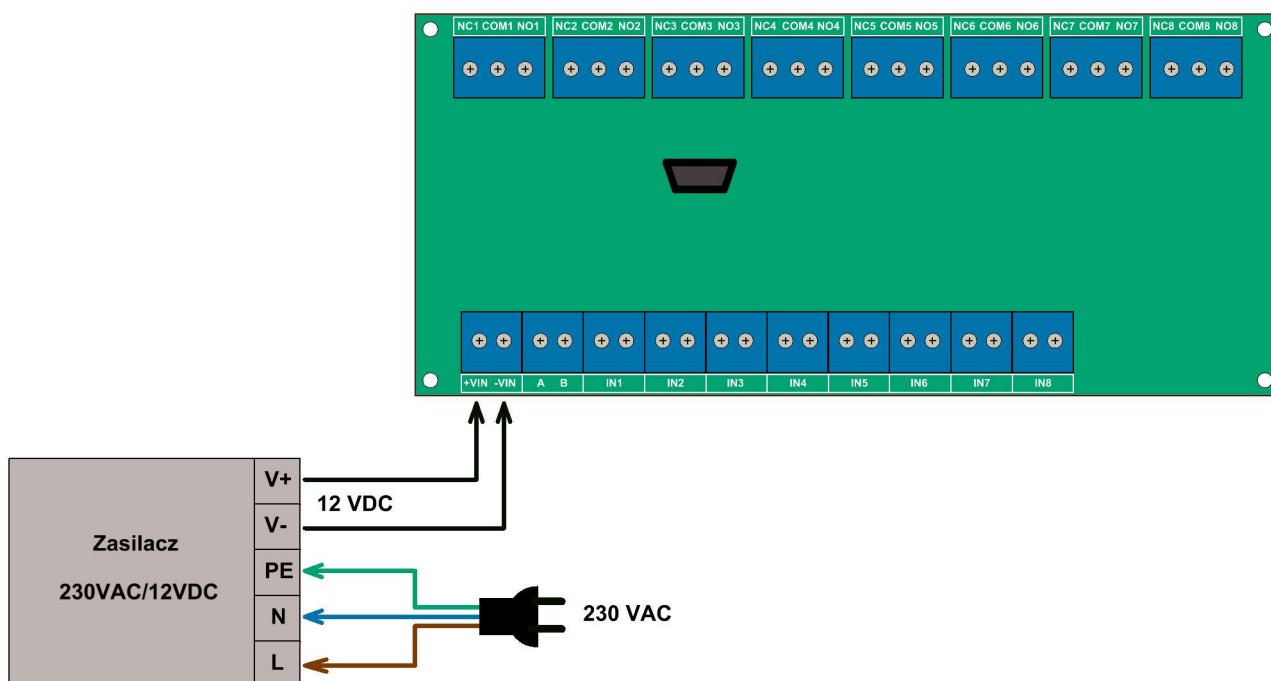 NC1 COM1 NO1 NC2 COM2 NO2 NC3 COM3 NO3 NC4 COM4 NO4 NC5 COM5 NO5 NC6 COM6 NO6 NC7 COM7 NO7 NC8 COM8 NO8
+VIN -VIN A B IN1 IN2 IN3 IN4 IN5 IN6 IN7 IN8
V+
12 VDC
V-
Zasilacz
230VAC/12VDC
PE
N
230 VAC
L